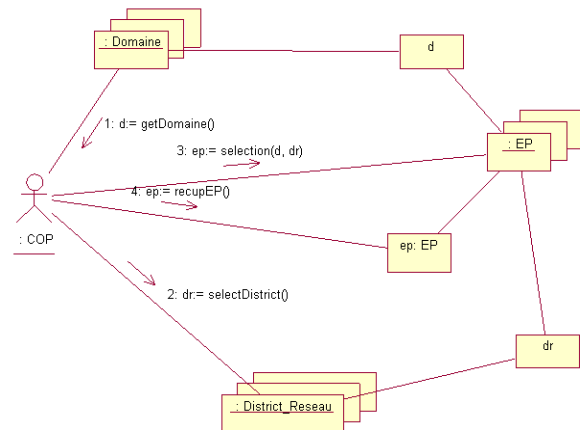 : Domaine
d
1: d:= getDomaine()
: EP
3: ep:= selection(d, dr)
4: ep:= recupEP()
: COP
ep: EP
2: dr:= selectDistrict()
dr
: District_Reseau